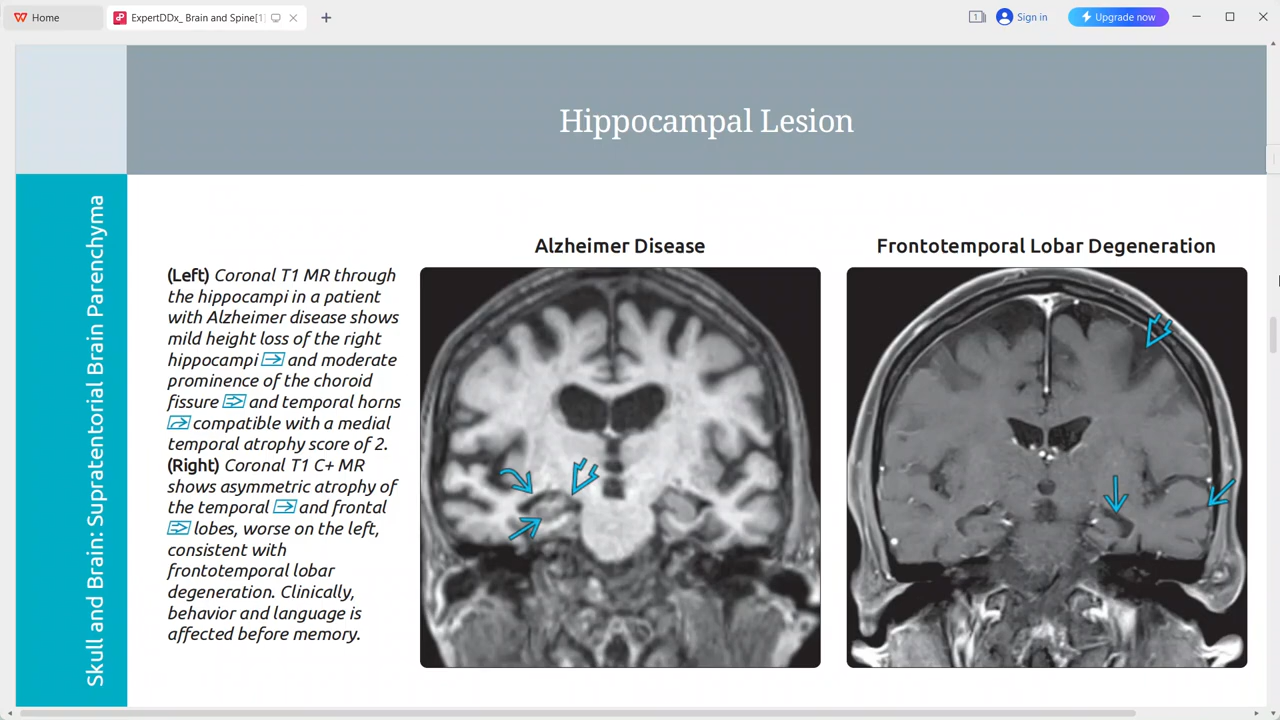 Home
ExpertDDx_ Brain and Spine[1]
1
Sign in
Upgrade now
Hippocampal Lesion
Skull and Brain: Supratentorial Brain Parenchyma
(Left) Coronal T1 MR through
the hippocampi in a patient
with Alzheimer disease shows
mild height loss of the right
hippocampi and moderate
prominence of the choroid
fissure and temporal horns
compatible with a medial
temporal atrophy score of 2.
(Right) Coronal T1 C+ MR
shows asymmetric atrophy of
the temporal and frontal
lobes, worse on the left,
consistent with
frontotemporal lobar
degeneration. Clinically,
behavior and language is
affected before memory.
Alzheimer Disease
Frontotemporal Lobar Degeneration